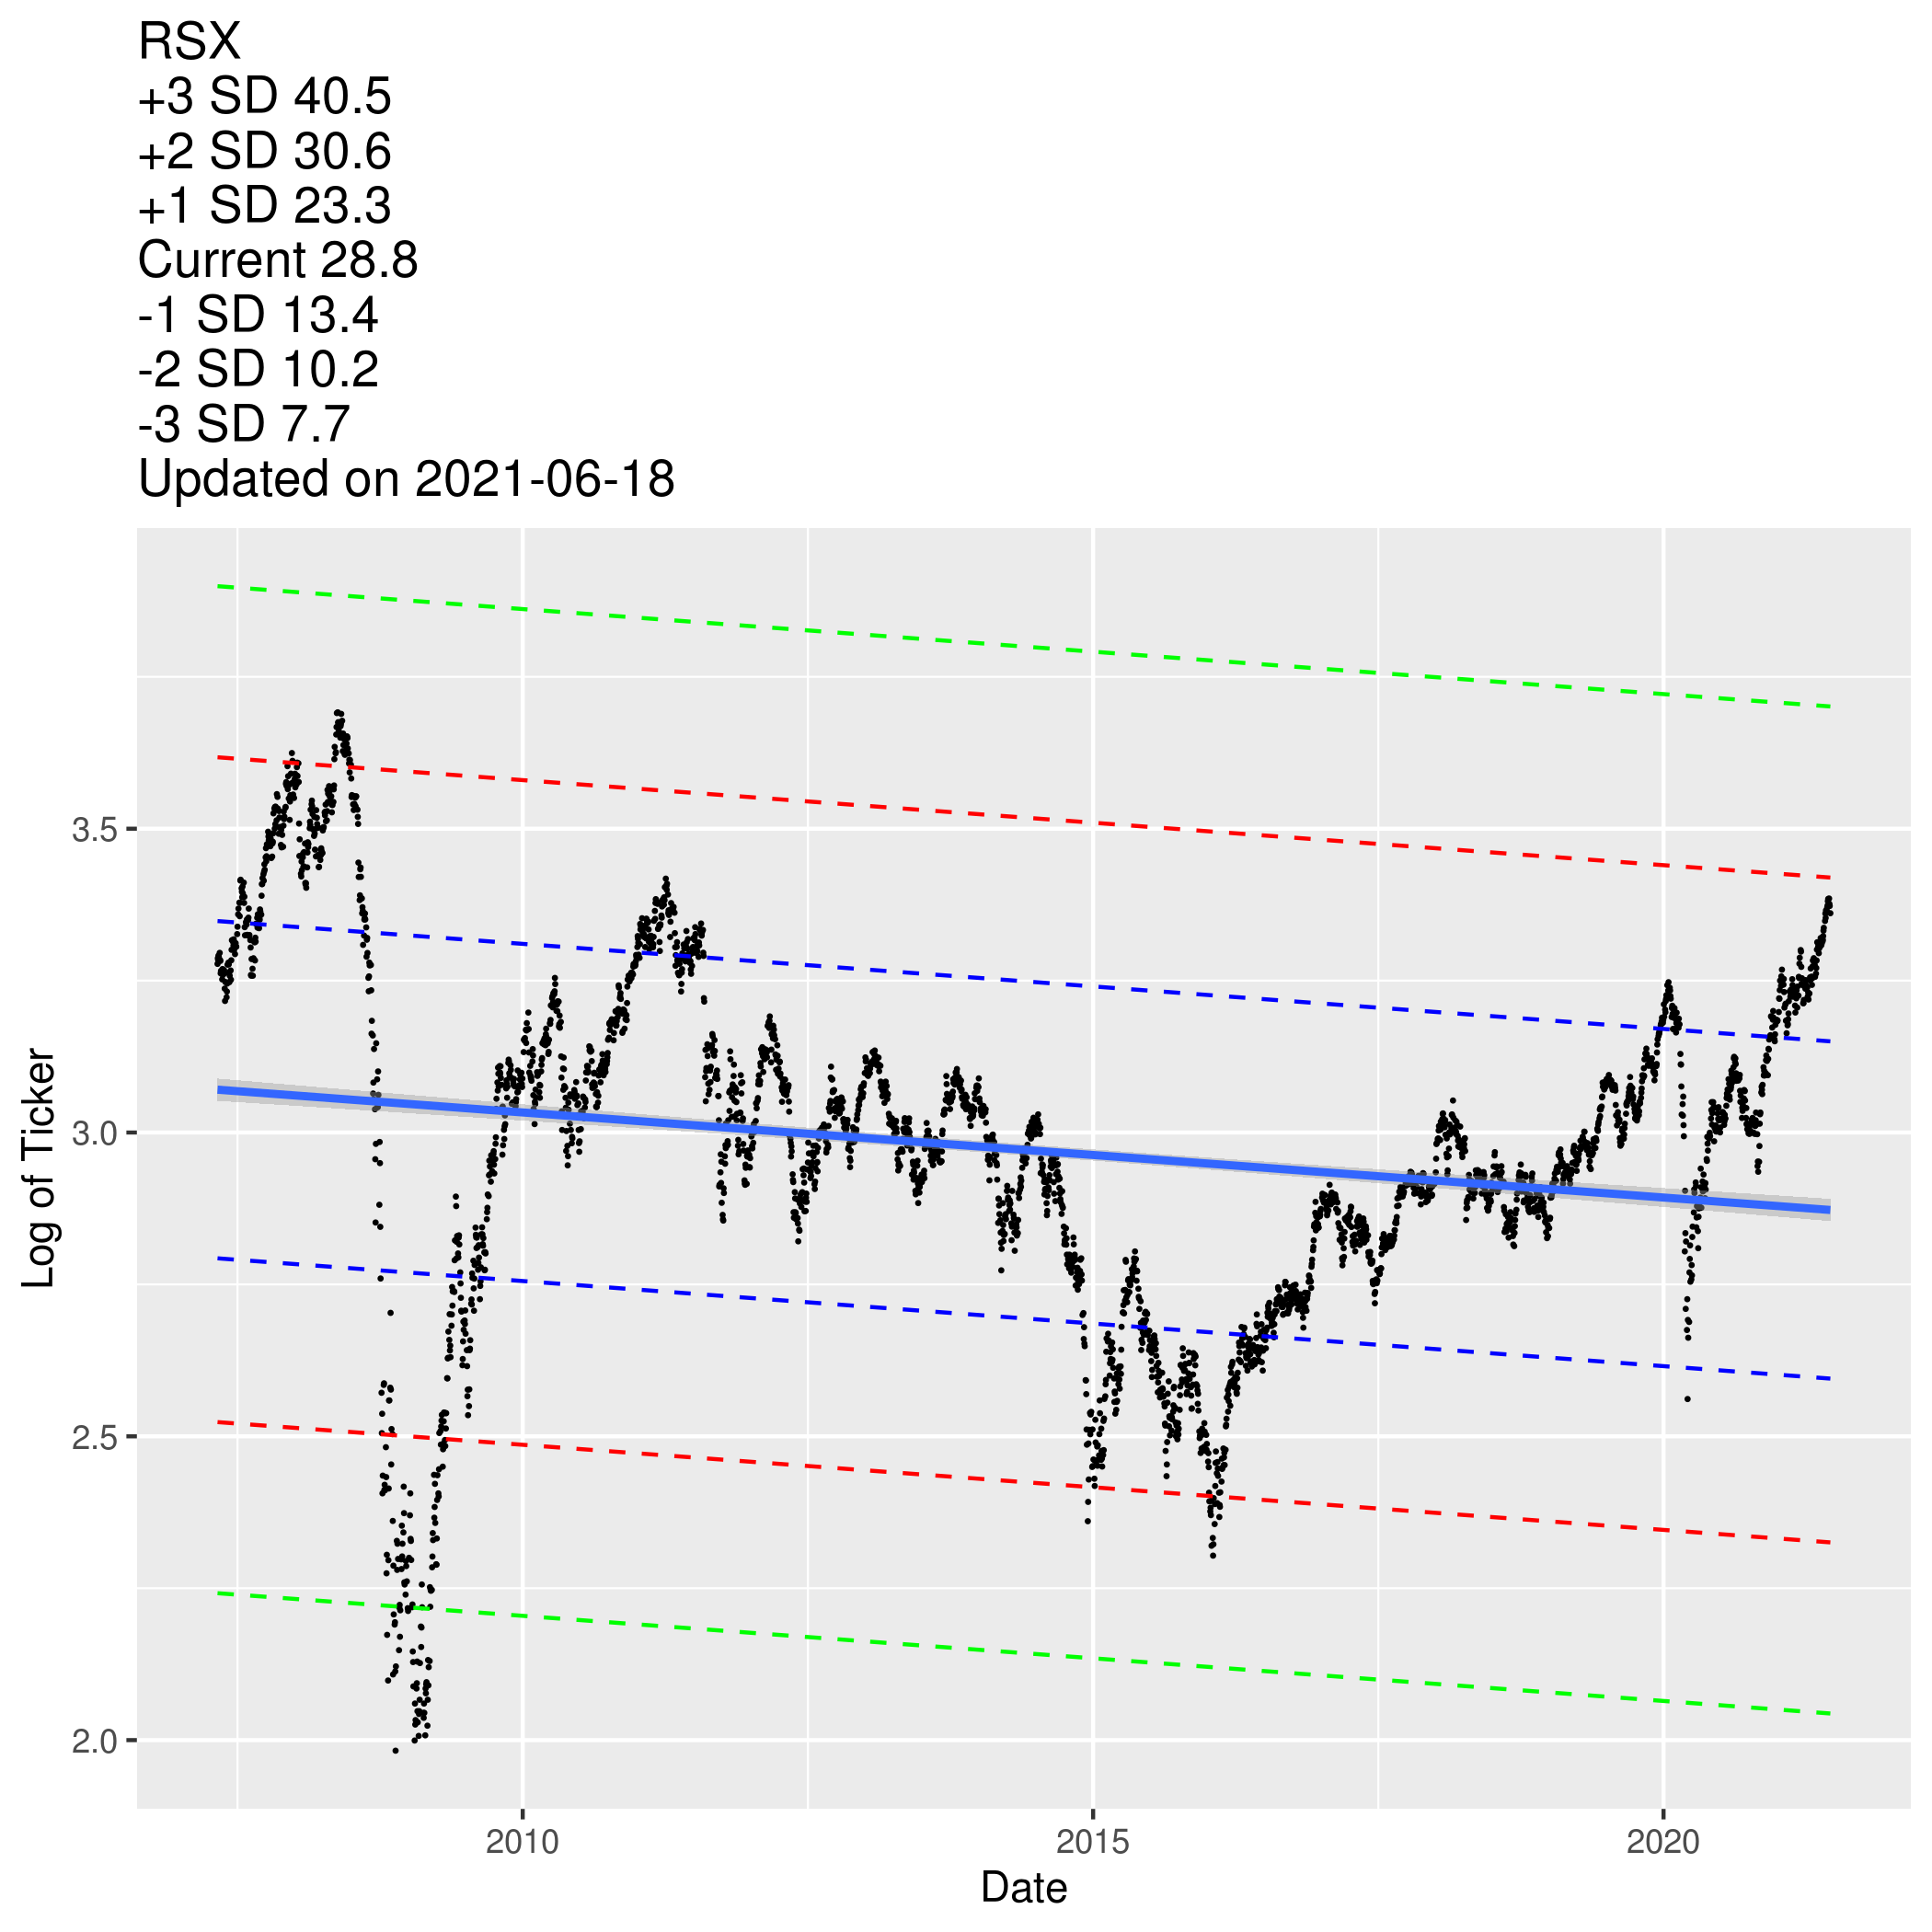 RSX
+3 SD 40.5
+2 SD 30.6
+1 SD 23.3
Current 28.8
-1 SD 13.4
-2 SD 10.2
-3 SD 7.7
Updated on 2021-06-18
3.5
3.0
2.5
2.0
Log of Ticker
2010 2015 2020
Date